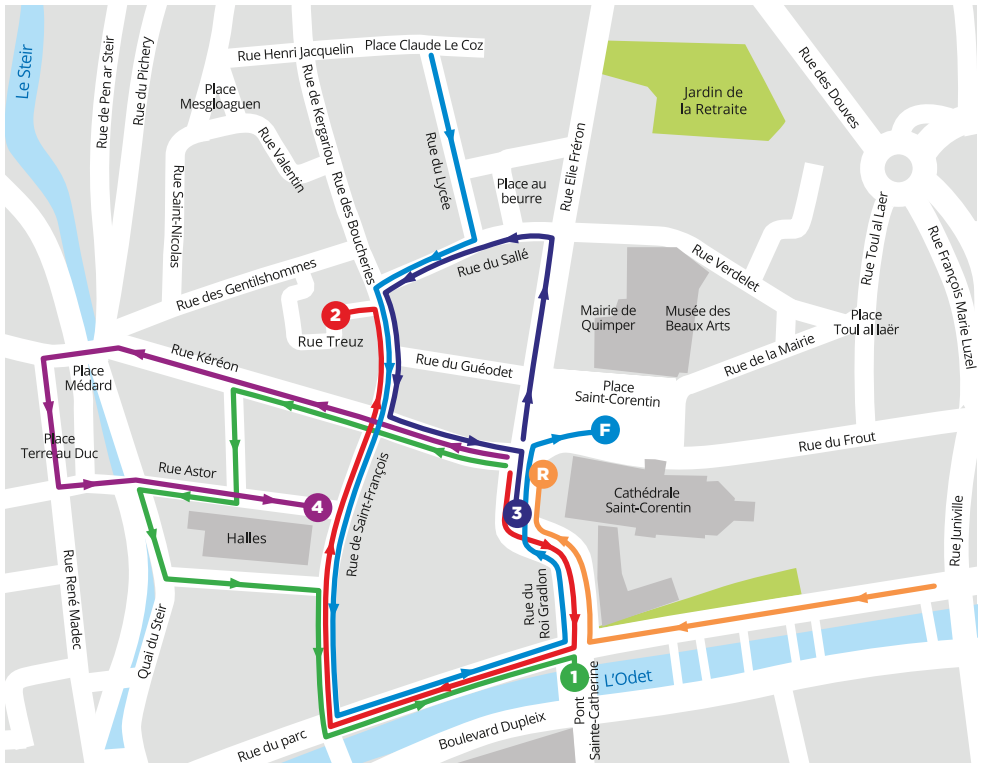 Le Steir
Rue de Pen ar Steir
Rue du Pichery
Rue Henri Jacquelin
Place Claude Le Coz
Place
Mesgloaguen
Rue de Kergariou
Rue Valentin
Rue Saint-Nicolas
Rue des Boucheries
Rue du Lycée
Place au
beurre
Rue Elie Fréron
Jardin de
la Retraite
Rue des Douves
Rue Toul al Laer
Rue François Marie Luzel
Rue des Gentilshommes
Rue du Sallé
Rue Verdelet
Mairie de
Quimper
Musée des
Beaux Arts
Place
Toul al laër
2
Rue Treuz
Rue Kéréon
Rue du Guéodet
Rue de la Mairie
Place
Saint-Corentin
Place
Médard
Place
Terre au Duc
F
Rue du Frout
Rue Astor
R
4
3
Cathédrale
Saint-Corentin
Halles
Rue de Saint-François
Rue Juniville
Rue René Madec
Quai du Steir
Rue du
Roi Gradlon
1
L'Odet
Pont
Sainte-Catherine
Rue du parc
Boulevard Dupleix